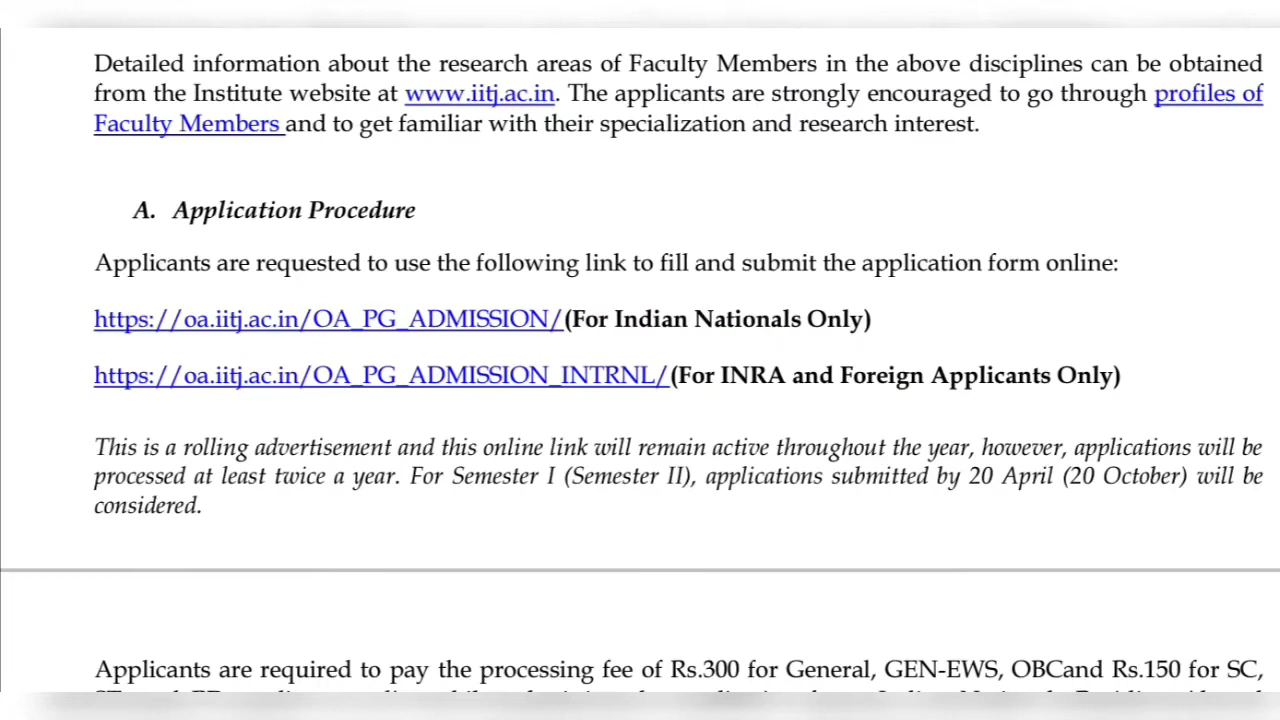 Detailed information about the research areas of Faculty Members in the above disciplines can be obtained
from the Institute website at www.iitj.ac.in. The applicants are strongly encouraged to go through profiles of
Faculty Members and to get familiar with their specialization and research interest.
A. Application Procedure
Applicants are requested to use the following link to fill and submit the application form online:
https://oa.iitj.ac.in/OA_PG_ADMISSION/(For Indian Nationals Only)
https://oa.iitj.ac.in/OA_PG_ADMISSION_INTRNL/(For INRA and Foreign Applicants Only)
This is a rolling advertisement and this online link will remain active throughout the year, however, applications will be
processed at least twice a year. For Semester I (Semester II), applications submitted by 20 April (20 October) will be
considered.
Applicants are required to pay the processing fee of Rs.300 for General, GEN-EWS, OBCand Rs.150 for SC,